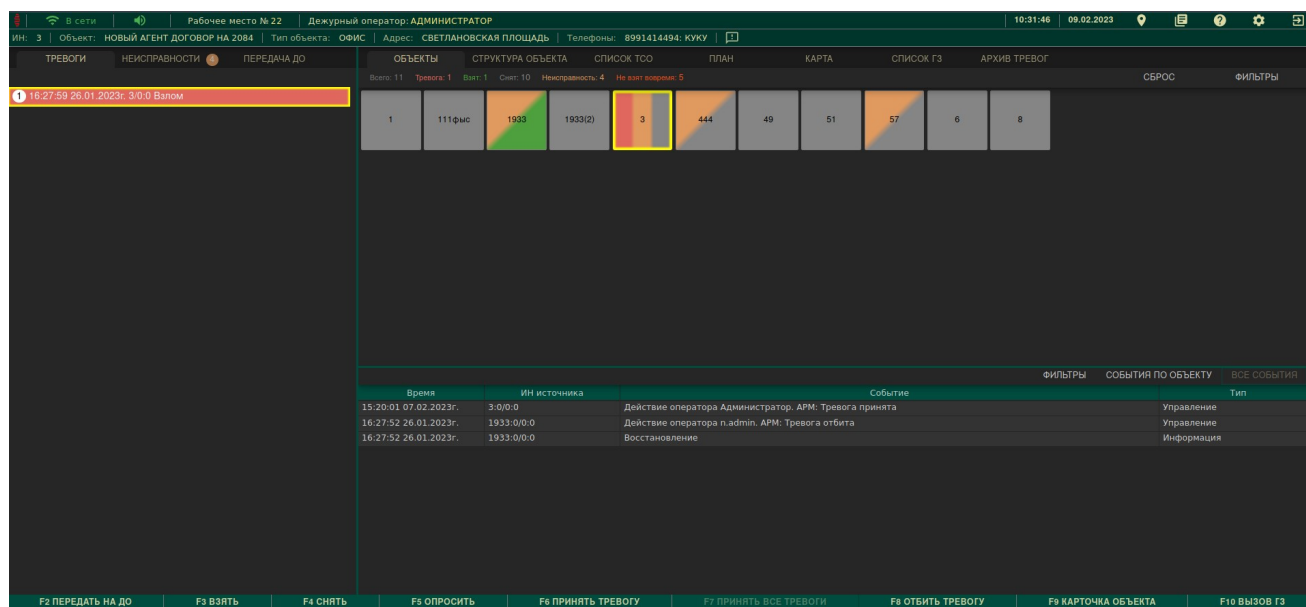 В сети Рабочее место № 22 Дежурный оператор: АДМИНИСТРАТОР 10:31:46 09.02.2023
ИН: 3 Объект: НОВЫЙ АГЕНТ ДОГОВОР НА 2084 Тип объекта: ОФИС Адрес: СВЕТЛАНОВСКАЯ ПЛОЩАДЬ Телефоны: 8991414494: КУКУ
ТРЕВОГИ НЕИСПРАВНОСТИ 4 ПЕРЕДАЧА ДО
1 16:27:59 26.01.2023г. 3/0:0 Взлом
ОБЪЕКТЫ СТРУКТУРА ОБЪЕКТА СПИСОК ТСО ПЛАН КАРТА СПИСОК ГЗ АРХИВ ТРЕВОГ
Всего: 11 Тревога: 1 Взят: 1 Снят: 10 Неисправность: 4 Не взят вовремя: 5 СБРОС ФИЛЬТРЫ
1 111фыс 1933 1933(2) 3 444 49 51 57 6 8
ФИЛЬТРЫ СОБЫТИЯ ПО ОБЪЕКТУ ВСЕ СОБЫТИЯ
Время ИН источника Событие Тип
15:20:01 07.02.2023г. 3:0/0:0 Действие оператора Администратор. АРМ: Тревога принята Управление
16:27:52 26.01.2023г. 1933:0/0:0 Действие оператора n.admin. АРМ: Тревога отбита Управление
16:27:52 26.01.2023г. 1933:0/0:0 Восстановление Информация
F2 ПЕРЕДАТЬ НА ДО F3 ВЗЯТЬ F4 СНЯТЬ F5 ОПРОСИТЬ F6 ПРИНЯТЬ ТРЕВОГУ F7 ПРИНЯТЬ ВСЕ ТРЕВОГИ F8 ОТБИТЬ ТРЕВОГУ F9 КАРТОЧКА ОБЪЕКТА F10 ВЫЗОВ ГЗ